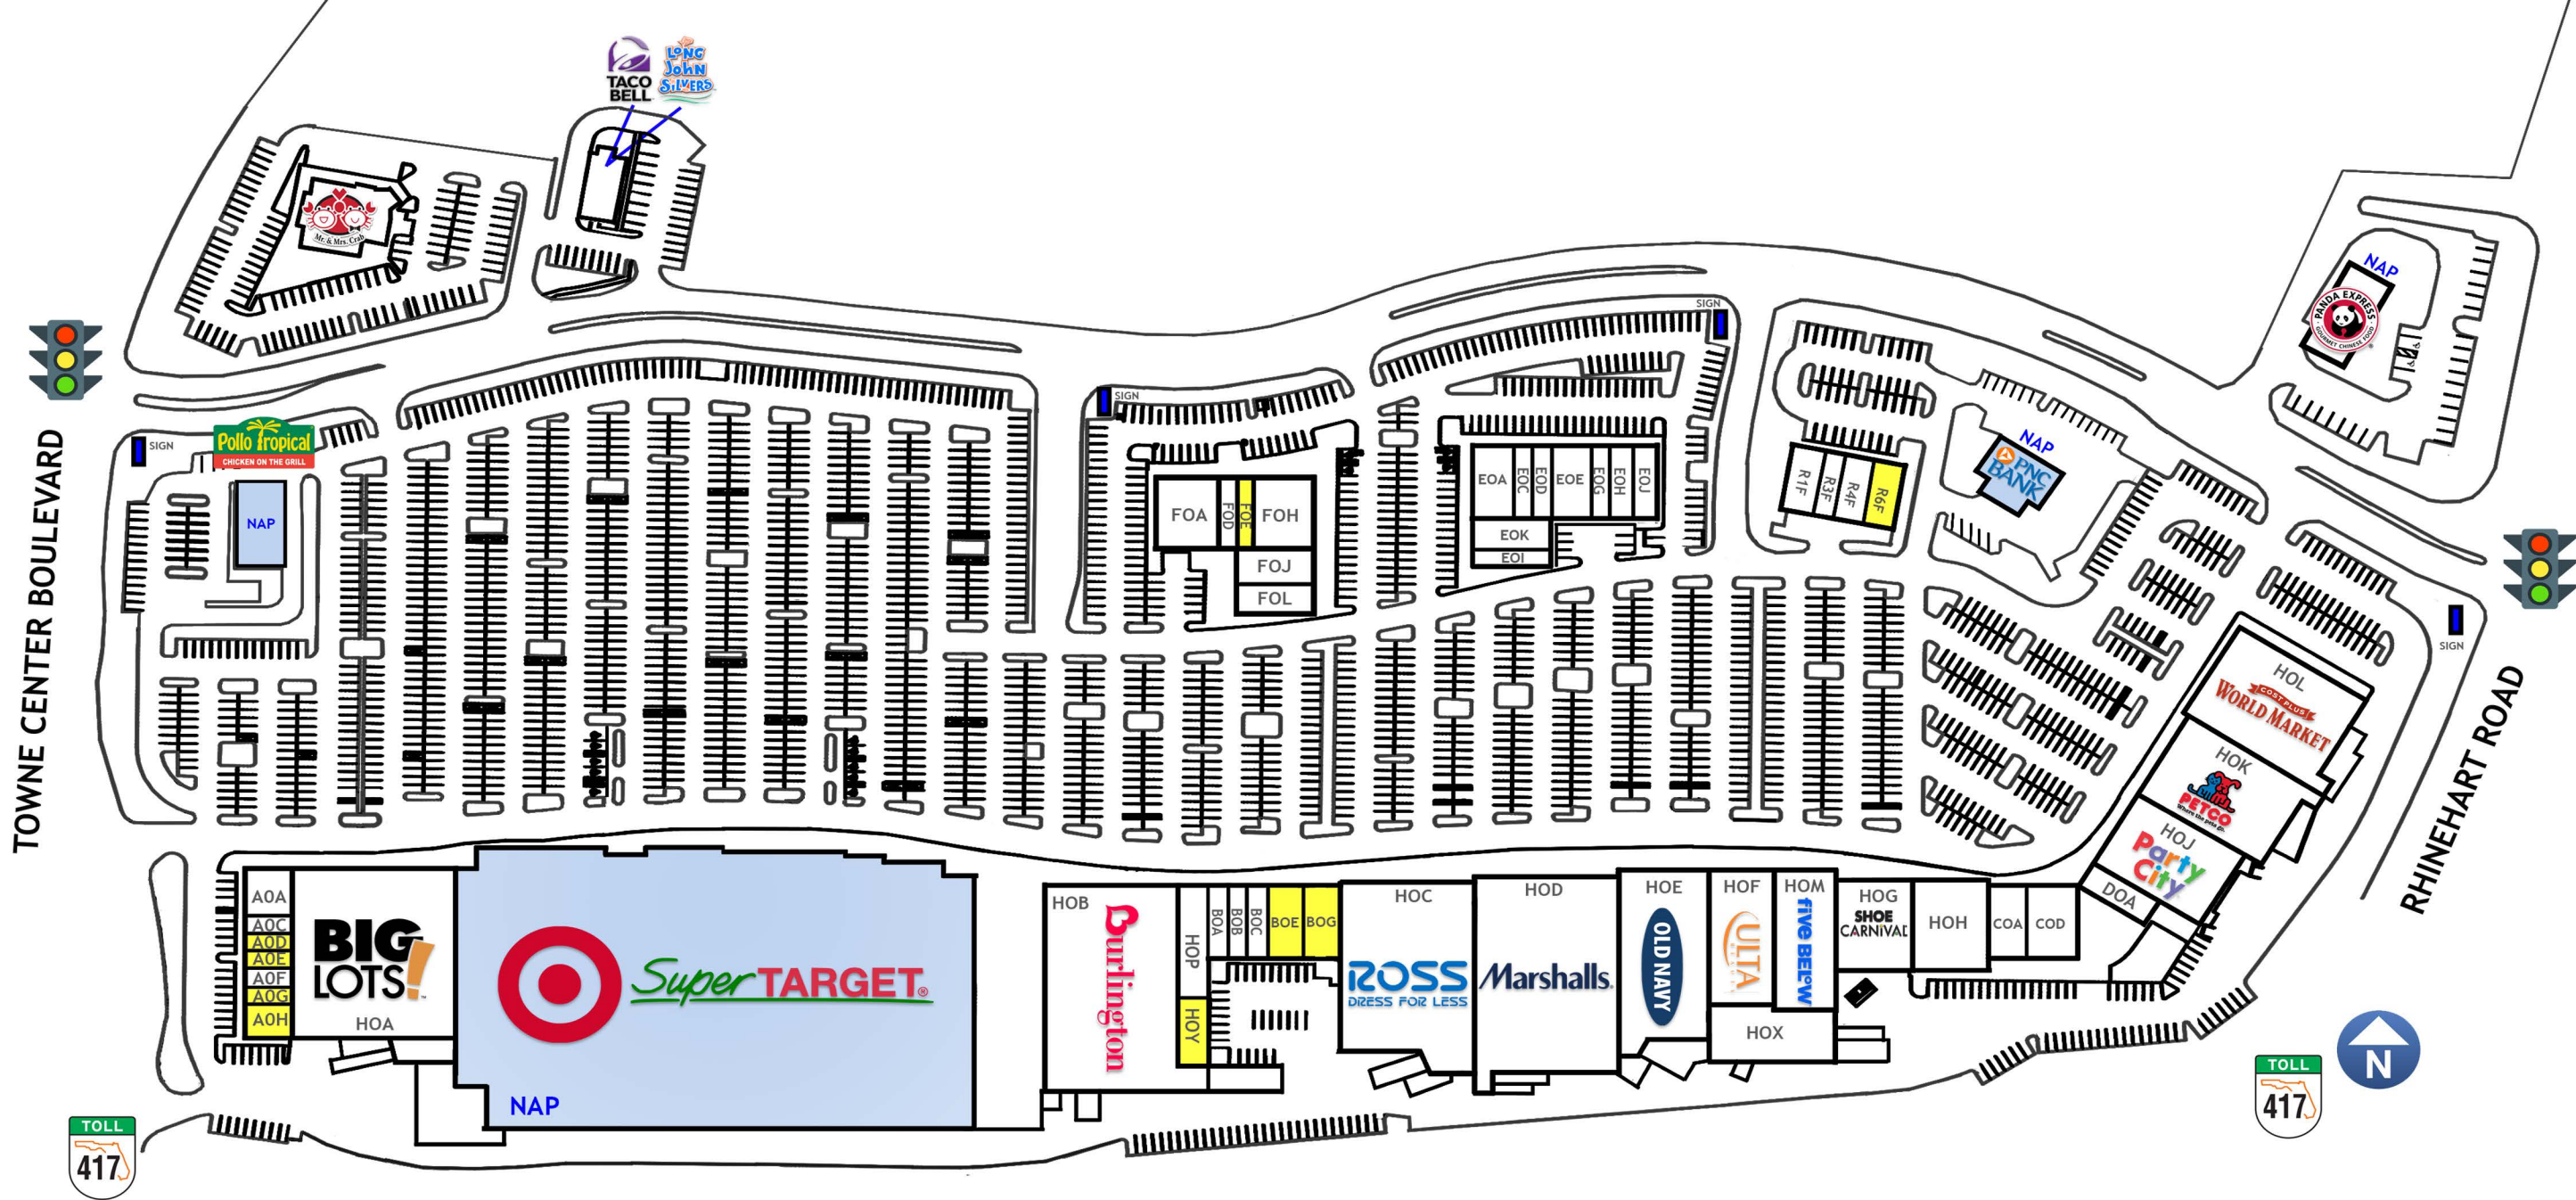 TACO
BELL
LONG
JOHN
SILVERS
Mr. & Mrs. Crab
NAP
PANDA EXPRESS
GOURMET CHINESE FOOD
SIGN
SIGN
SIGN
Pollo Tropical
CHICKEN ON THE GRILL
NAP
NAP
PNC
BANK
TOWNE CENTER BOULEVARD
FOA
FOD
FOE
FOH
FOJ
FOL
EOA
EOC
EOD
EOE
EOG
EOH
EOJ
EOK
EOI
R1F
R3F
R4F
R6F
SIGN
RHINEHART ROAD
HOL
COST PLUS
WORLD MARKET
HOK
PETCO
Where the pets go.
HOJ
Party
City
DOA
A0A
A0C
A0D
A0E
A0F
A0G
A0H
BIG
LOTS!
HOA
SuperTARGET
NAP
HOB
Burlington
HOP
HOY
BOA
BOB
BOC
BOE
BOG
HOC
ROSS
DRESS FOR LESS
HOD
Marshalls
HOE
OLD NAVY
HOF
ULTA
HOM
five BELOW
HOX
HOG
SHOE
CARNIVAL
HOH
COA
COD
TOLL
417
TOLL
417
N